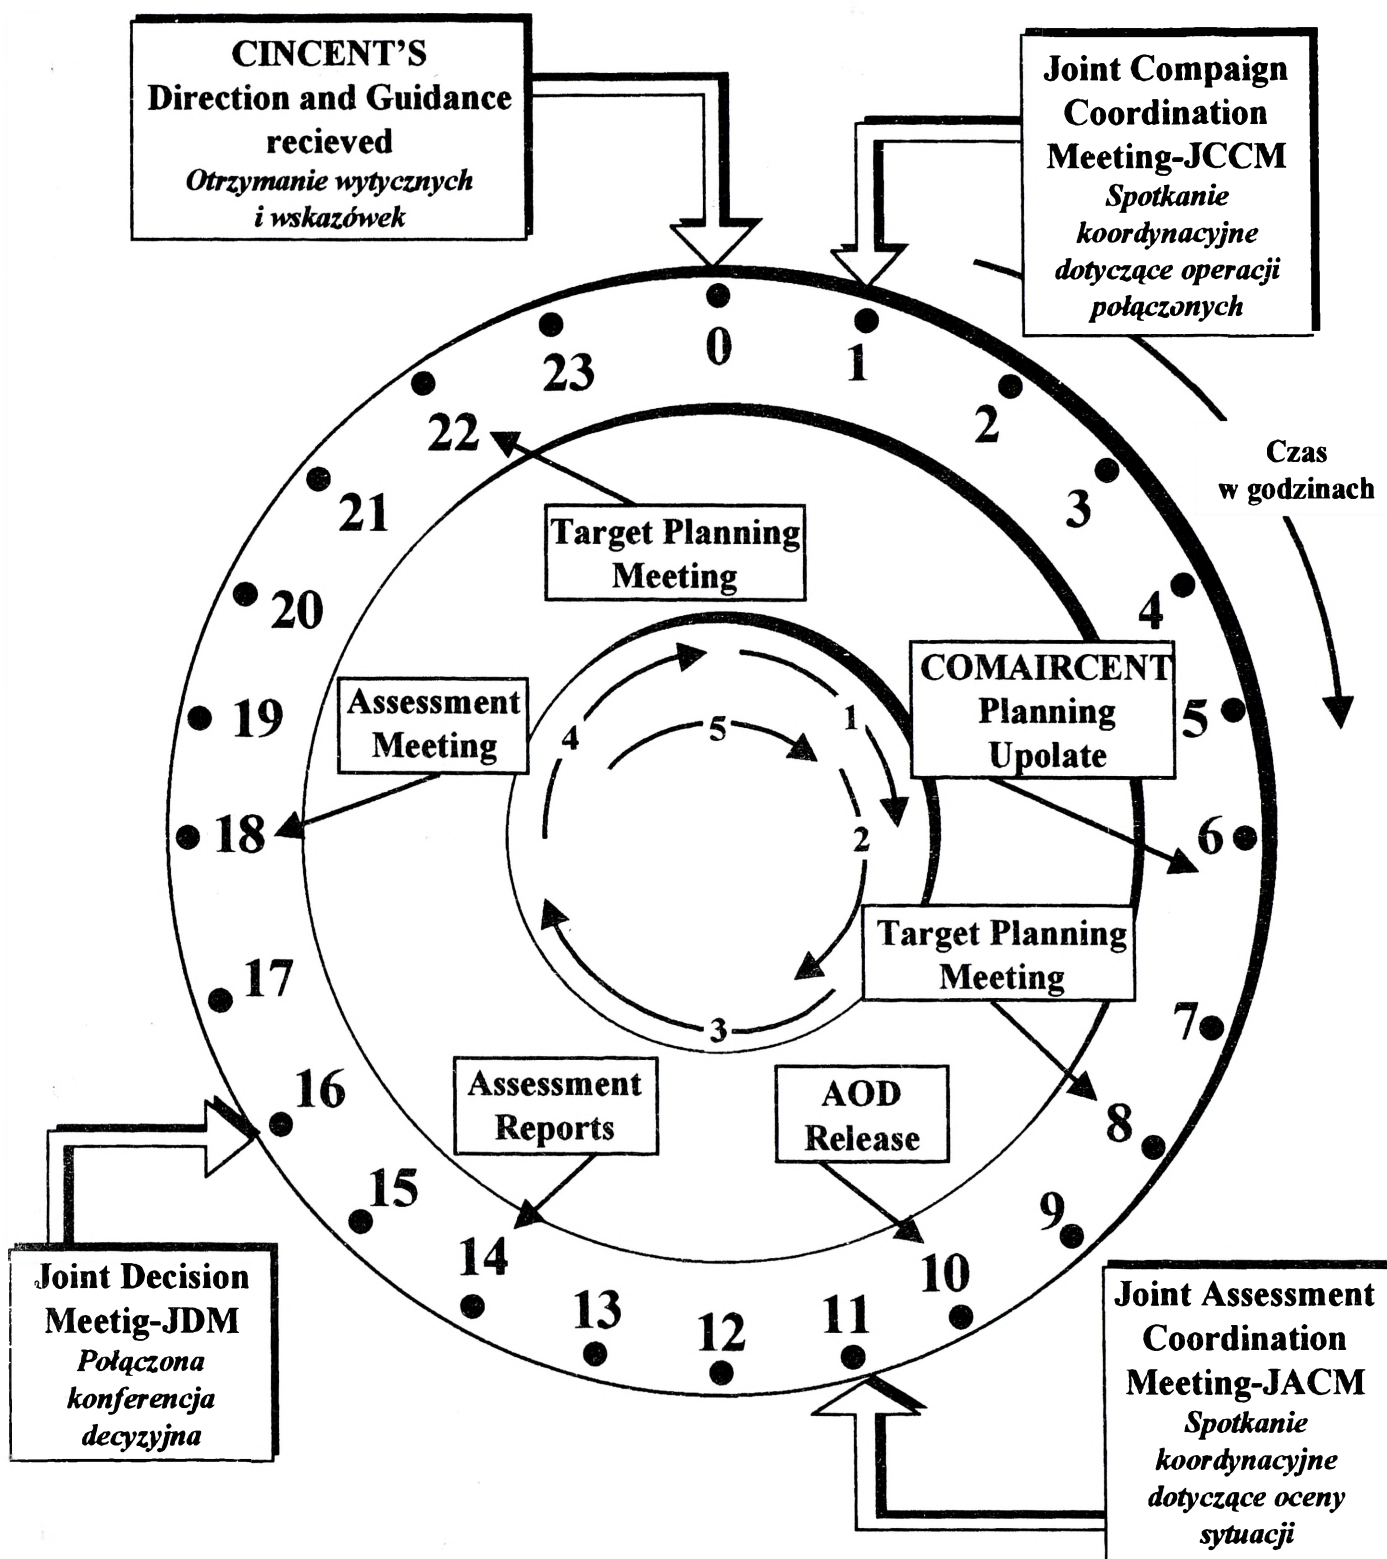 CINCENT'S
Direction and Guidance
recieved
Otrzymanie wytycznych
i wskazówek
Joint Compaign
Coordination
Meeting-JCCM
Spotkanie
koordynacyjne
dotyczące operacji
połączonych
Czas
w godzinach
0
1
2
3
4
5
6
7
8
9
10
11
12
13
14
15
16
17
18
19
20
21
22
23
Target Planning
Meeting
COMAIRCENT
Planning
Upolate
Assessment
Meeting
1
2
3
4
5
Target Planning
Meeting
Assessment
Reports
AOD
Release
Joint Decision
Meetig-JDM
Połączona
konferencja
decyzyjna
Joint Assessment
Coordination
Meeting-JACM
Spotkanie
koordynacyjne
dotyczące oceny
sytuacji